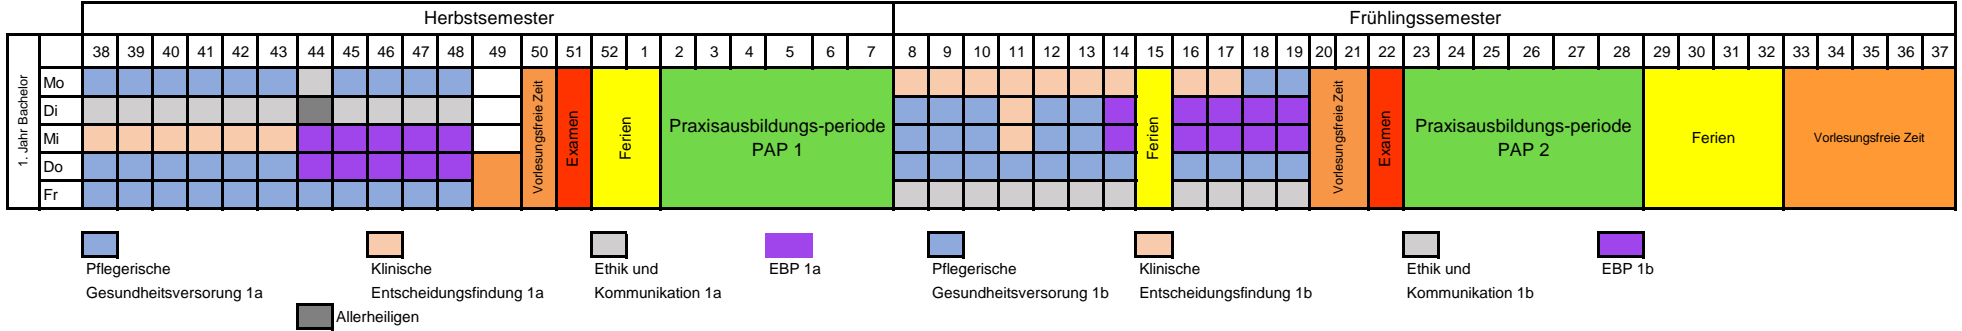 Herbstsemester Frühlingssemester
38 39 40 41 42 43 44 45 46 47 48 49 50 51 52 1 2 3 4 5 6 7 8 9 10 11 12 13 14 15 16 17 18 19 20 21 22 23 24 25 26 27 28 29 30 31 32 33 34 35 36 37
1. Jahr Bachelor
Mo
Di
Mi
Do
Fr
Vorlesungsfreie Zeit
Examen
Ferien
Praxisausbildungs-periode
PAP 1
Ferien
Vorlesungsfreie Zeit
Examen
Praxisausbildungs-periode
PAP 2
Ferien
Vorlesungsfreie Zeit
Pflegerische
Gesundheitsversorung 1a
Klinische
Entscheidungsfindung 1a
Ethik und
Kommunikation 1a
EBP 1a
Pflegerische
Gesundheitsversorung 1b
Klinische
Entscheidungsfindung 1b
Ethik und
Kommunikation 1b
EBP 1b
Allerheiligen